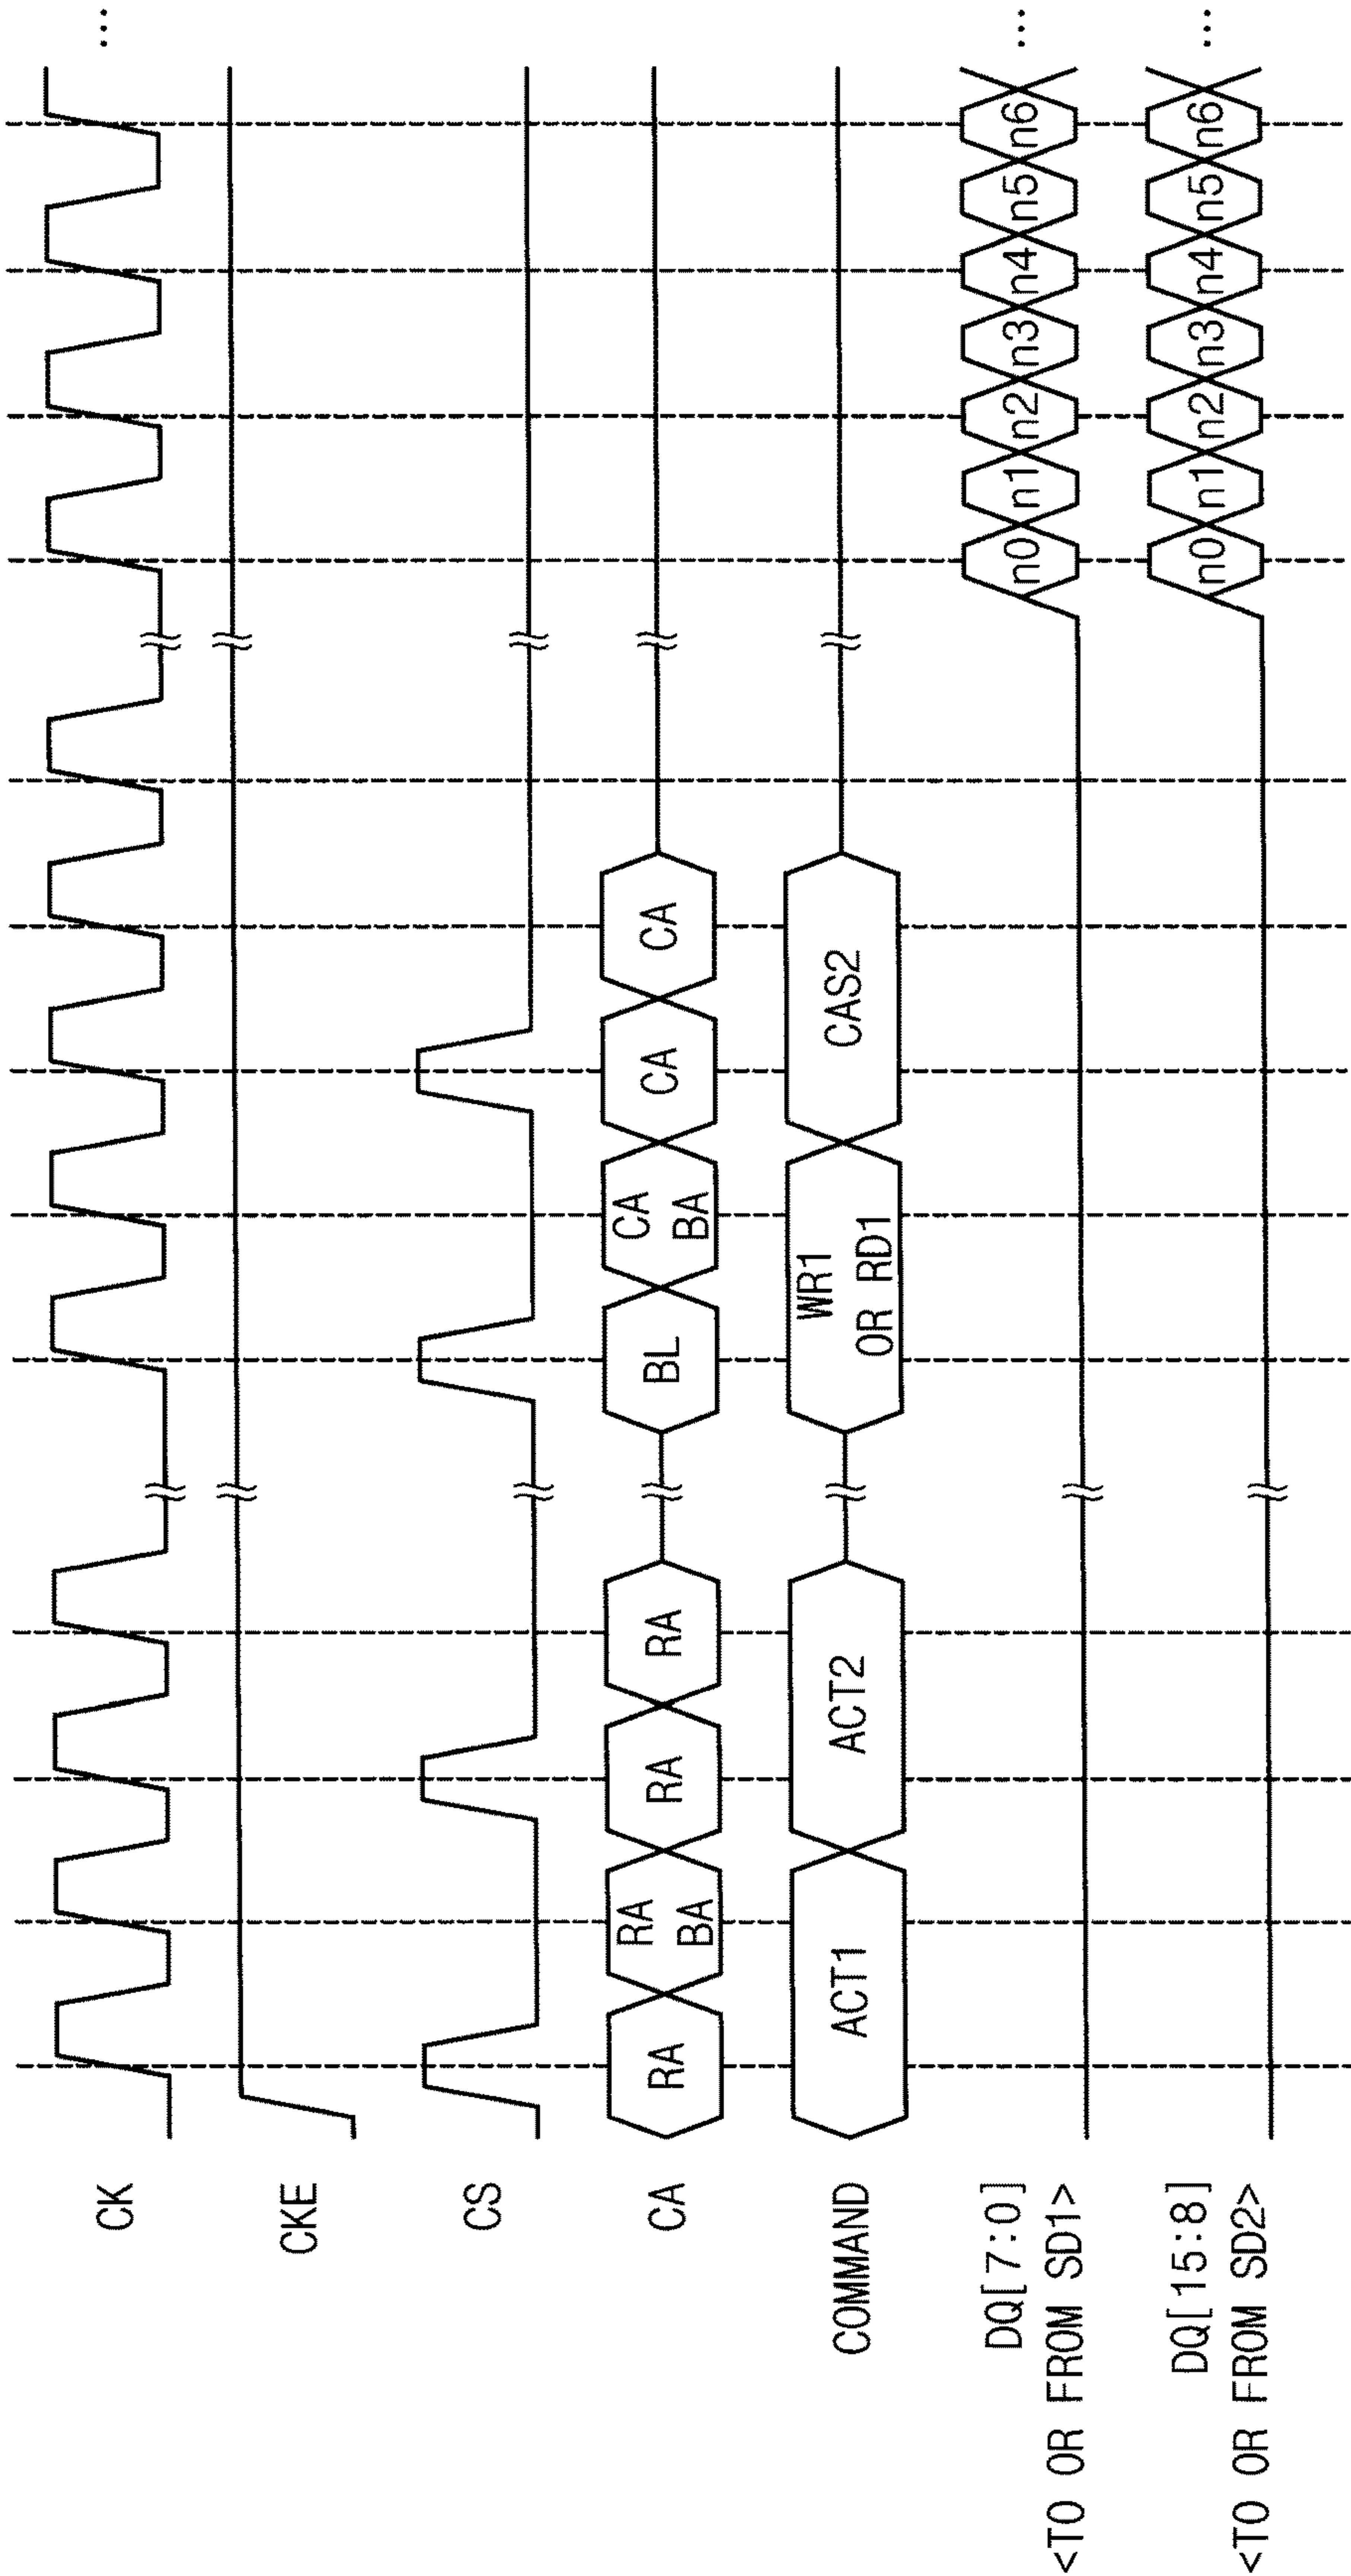 CK
...
CKE
CS
CA
RA
RA
BA
RA
RA
BL
CA
BA
CA
CA
COMMAND
ACT1
ACT2
WR1
OR RD1
CAS2
DQ[7:0]
<TO OR FROM SD1>
n0 n1 n2 n3 n4 n5 n6 ...
DQ[15:8]
<TO OR FROM SD2>
n0 n1 n2 n3 n4 n5 n6 ...